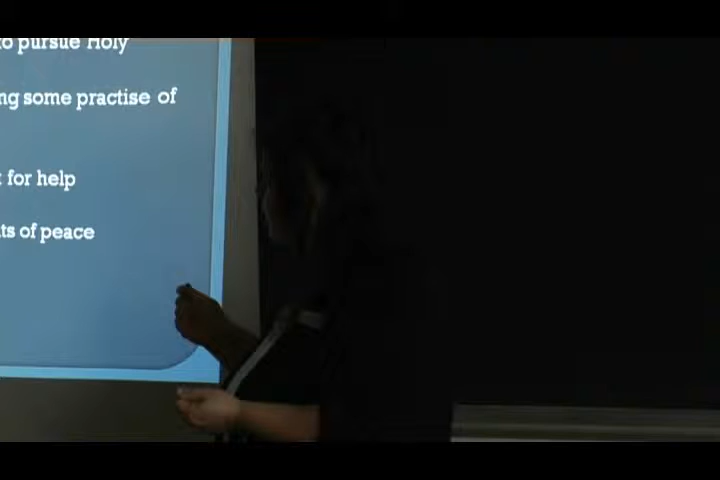 to pursue Holy
ng some practise of
for help
ts of peace